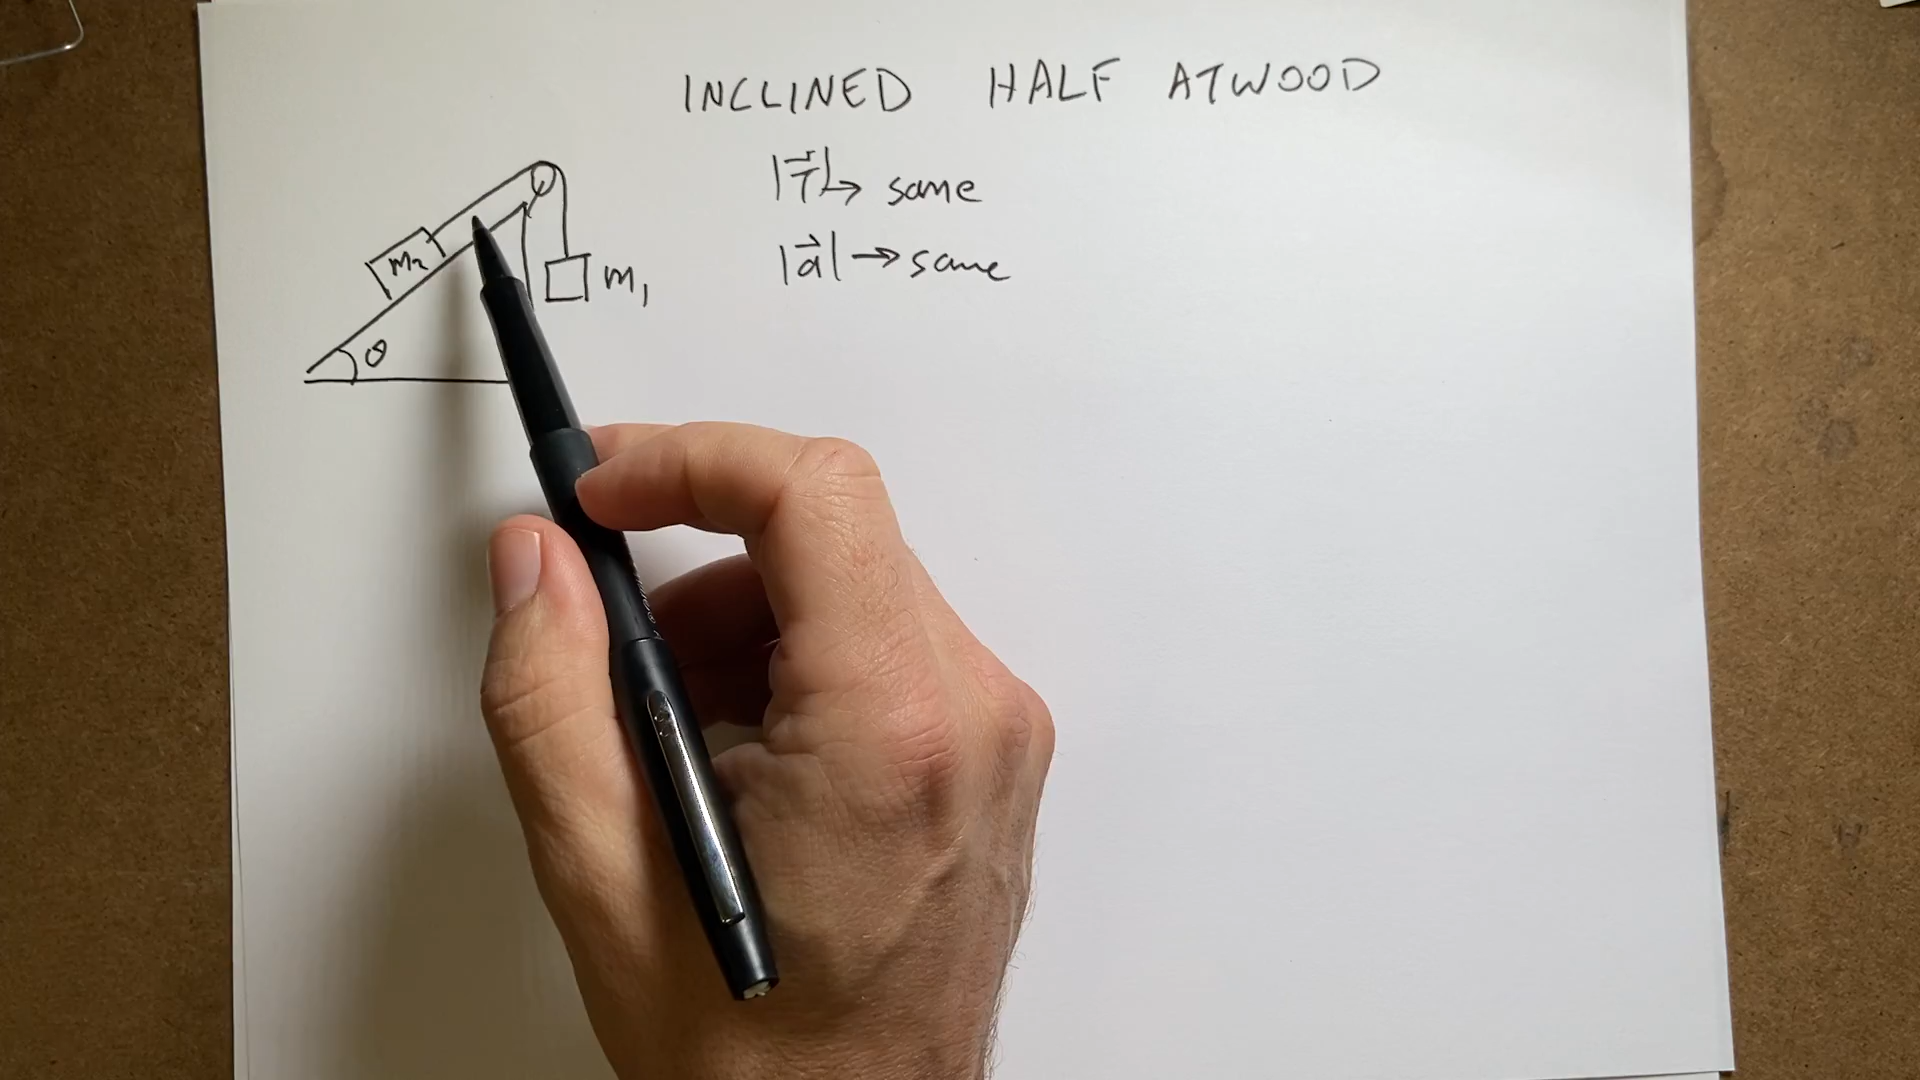 INCLINED HALF ATWOOD
|T⃗|→ same
|a⃗|→ same
m₂
m₁
θ